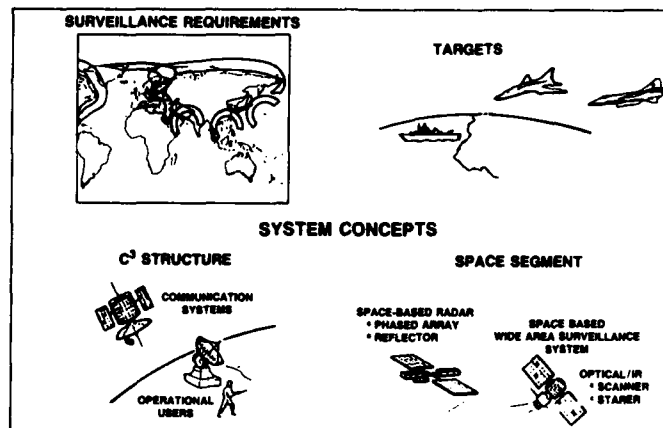 SURVEILLANCE REQUIREMENTS
TARGETS
SYSTEM CONCEPTS
C³ STRUCTURE
COMMUNICATION
SYSTEMS
OPERATIONAL
USERS
SPACE SEGMENT
SPACE-BASED RADAR
* PHASED ARRAY
* REFLECTOR
SPACE BASED
WIDE AREA SURVEILLANCE
SYSTEM
OPTICAL/IR
* SCANNER
* STARER